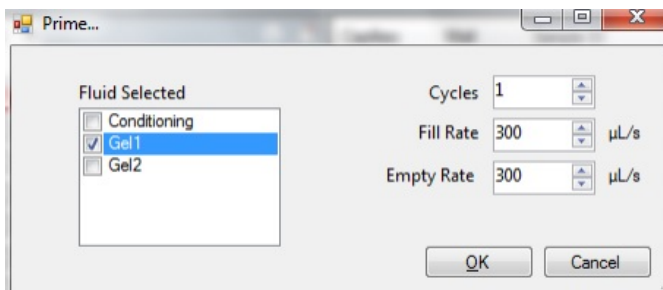 Prime...
Fluid Selected
Conditioning
Gel1
Gel2
Cycles 1
Fill Rate 300 µL/s
Empty Rate 300 µL/s
OK Cancel